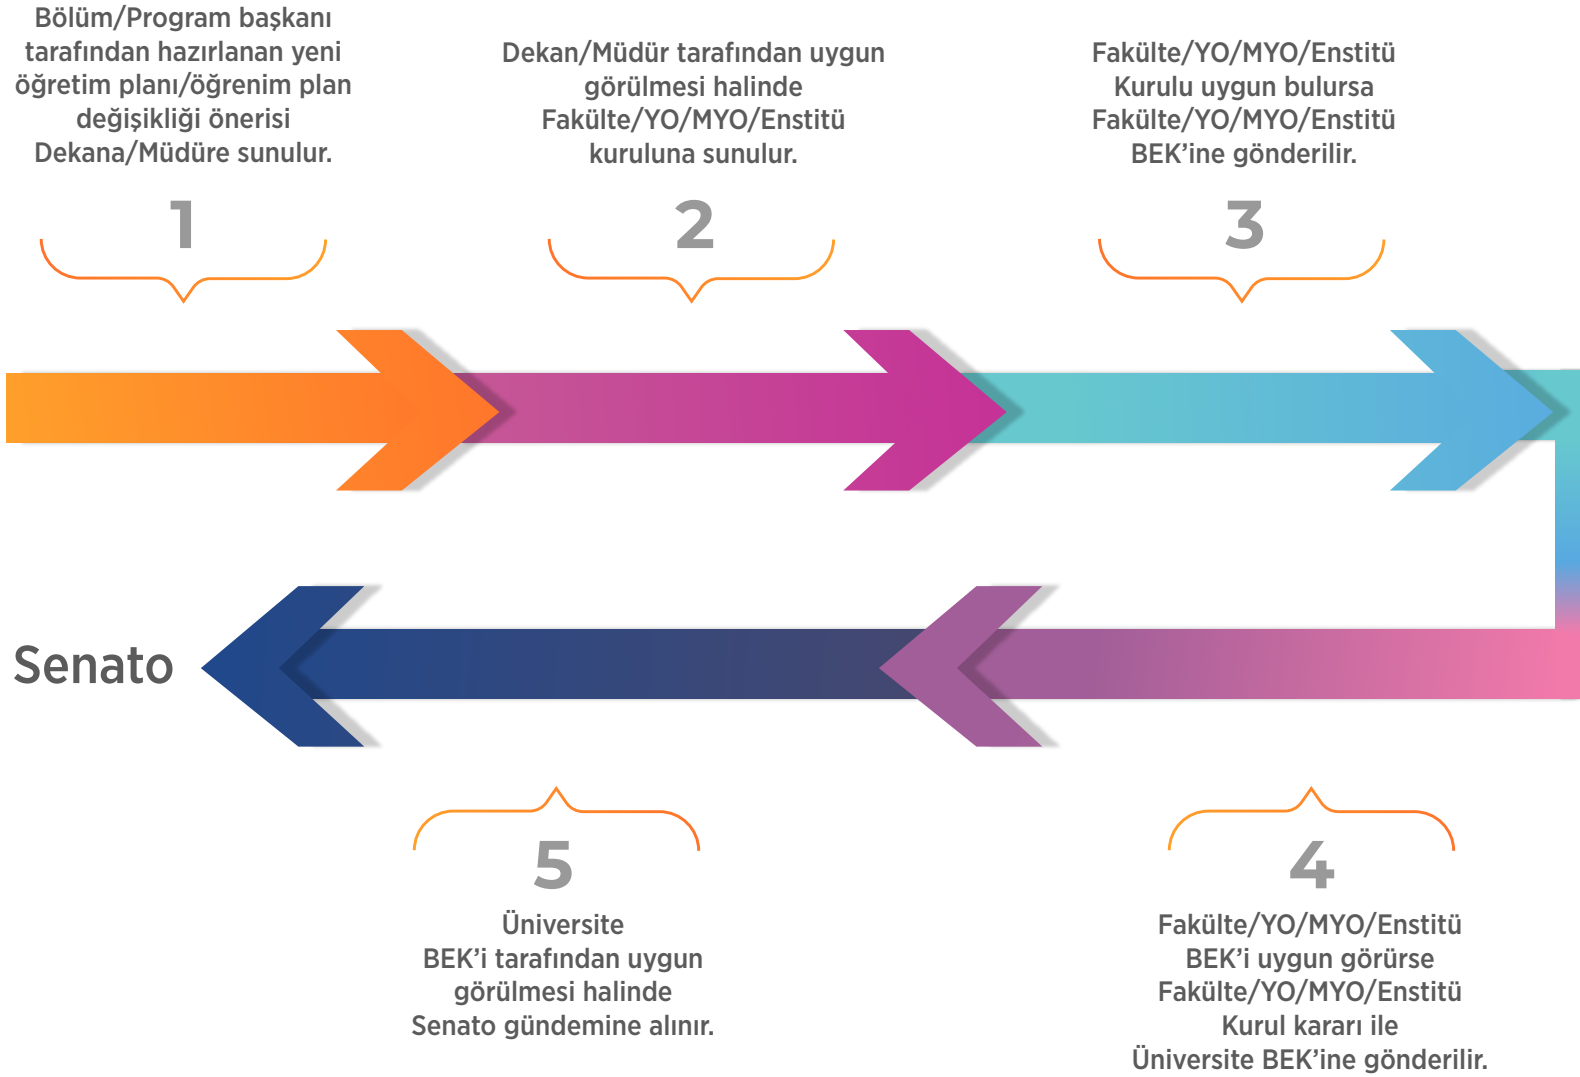 Bölüm/Program başkanı
tarafından hazırlanan yeni
öğretim planı/öğrenim plan
değişikliği önerisi
Dekana/Müdüre sunulur.
1
Dekan/Müdür tarafından uygun
görülmesi halinde
Fakülte/YO/MYO/Enstitü
kuruluna sunulur.
2
Fakülte/YO/MYO/Enstitü
Kurulu uygun bulursa
Fakülte/YO/MYO/Enstitü
BEK’ine gönderilir.
3
4
Fakülte/YO/MYO/Enstitü
BEK’i uygun görürse
Fakülte/YO/MYO/Enstitü
Kurul kararı ile
Üniversite BEK’ine gönderilir.
5
Üniversite
BEK’i tarafından uygun
görülmesi halinde
Senato gündemine alınır.
Senato